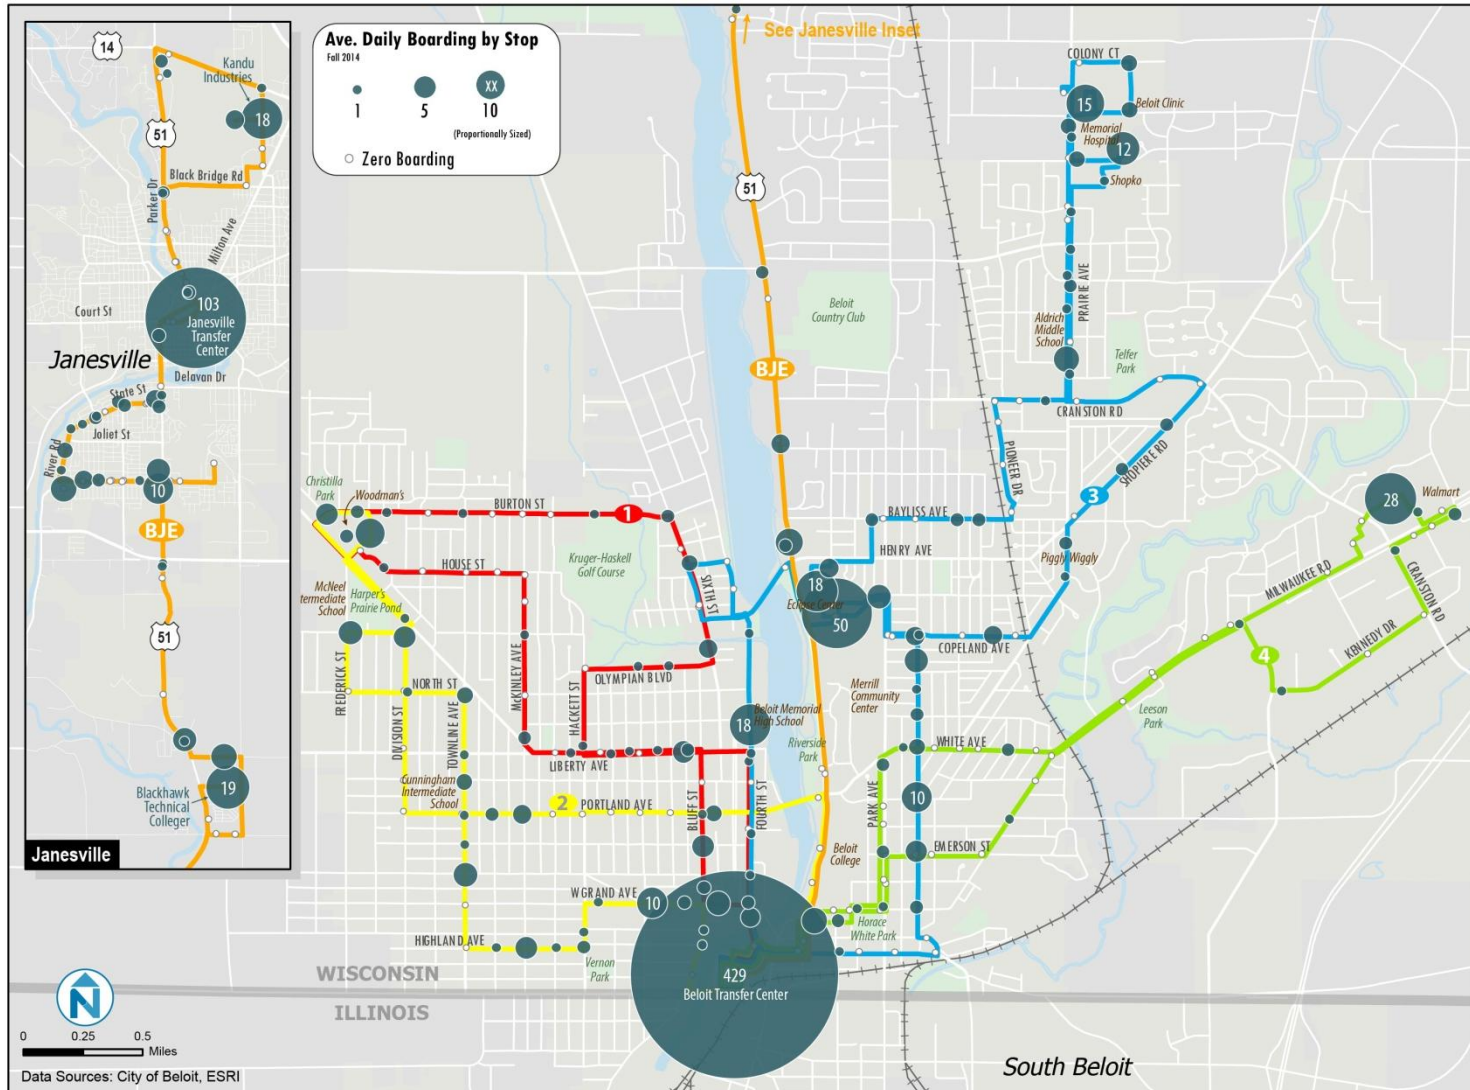 Ave. Daily Boarding by Stop
Fall 2014
XX
1
5
10
(Proportionally Sized)
Zero Boarding
14
Kandu
Industries
18
51
Black Bridge Rd
Parker Dr
Milton Ave
Court St
103
Janesville
Transfer
Center
Janesville
Delavan Dr
State St
Joliet St
River Rd
10
BJE
51
19
Blackhawk
Technical
Colleger
Janesville
See Janesville Inset
51
BJE
Beloit
Country Club
COLONY CT
15
Beloit Clinic
Memorial
Hospital
12
Shopko
PRAIRIE AVE
Aldrich
Middle
School
Telfer
Park
CRANSTON RD
PIONEER DR
SHOPIERE RD
3
Christilla
Park
Woodman's
BURTON ST
1
HOUSE ST
Kruger-Haskell
Golf Course
SIXTH ST
BAYLISS AVE
HENRY AVE
Piggly Wiggly
28
Walmart
MILWAUKEE RD
CRANSTON RD
KENNEDY DR
4
McNeel
ntermediate
School
Harper's
Prairie Pond
18
Eclipse Center
50
COPELAND AVE
FREDERICK ST
NORTH ST
DIVISION ST
TOWNLINE AVE
McKINLEY AVE
HACKETT ST
OLYMPIAN BLVD
Merrill
Community
Center
Leeson
Park
Beloit Memorial
High School
18
Riverside
Park
WHITE AVE
LIBERTY AVE
Cunningham
Intermediate
School
2
PORTLAND AVE
BLUFF ST
FOURTH ST
PARK AVE
10
EMERSON ST
Beloit
College
W GRAND AVE
10
HIGHLAND AVE
Vernon
Park
Horace
White Park
429
Beloit Transfer Center
WISCONSIN
ILLINOIS
N
0
0.25
0.5
Miles
Data Sources: City of Beloit, ESRI
South Beloit